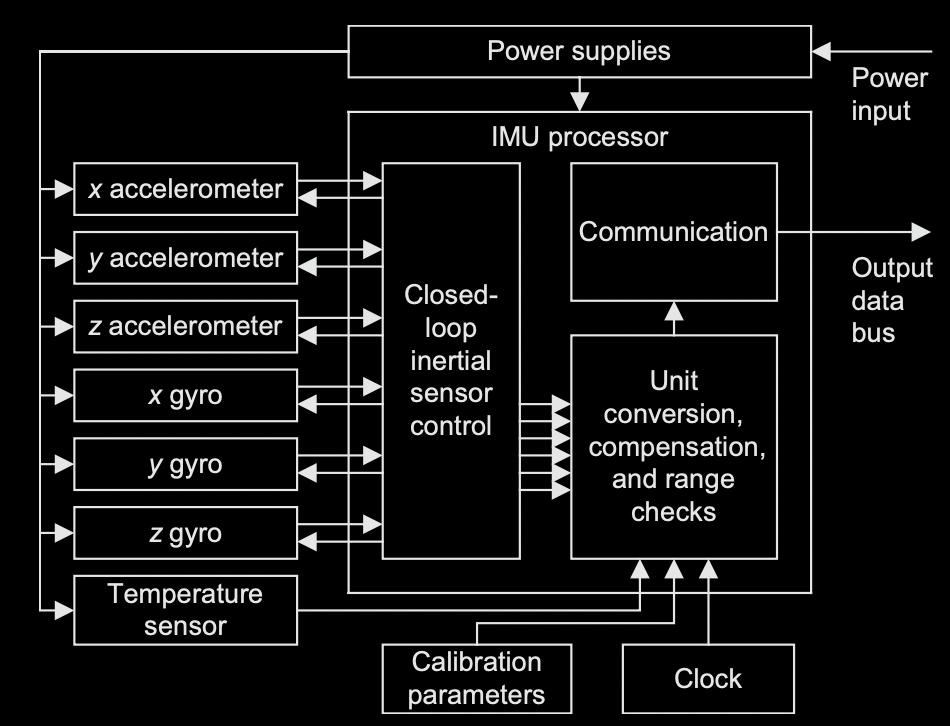 Power supplies
Power
input
IMU processor
x accelerometer
y accelerometer
z accelerometer
x gyro
y gyro
z gyro
Temperature
sensor
Closed-
loop
inertial
sensor
control
Communication
Output
data
bus
Unit
conversion,
compensation,
and range
checks
Calibration
parameters
Clock